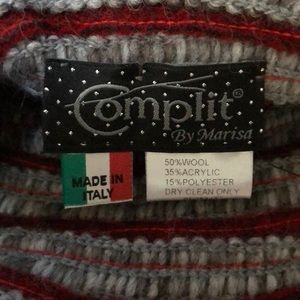 Complit®
By Marisa
MADE IN
ITALY
50%WOOL
35%ACRYLIC
15%POLYESTER
DRY CLEAN ONLY